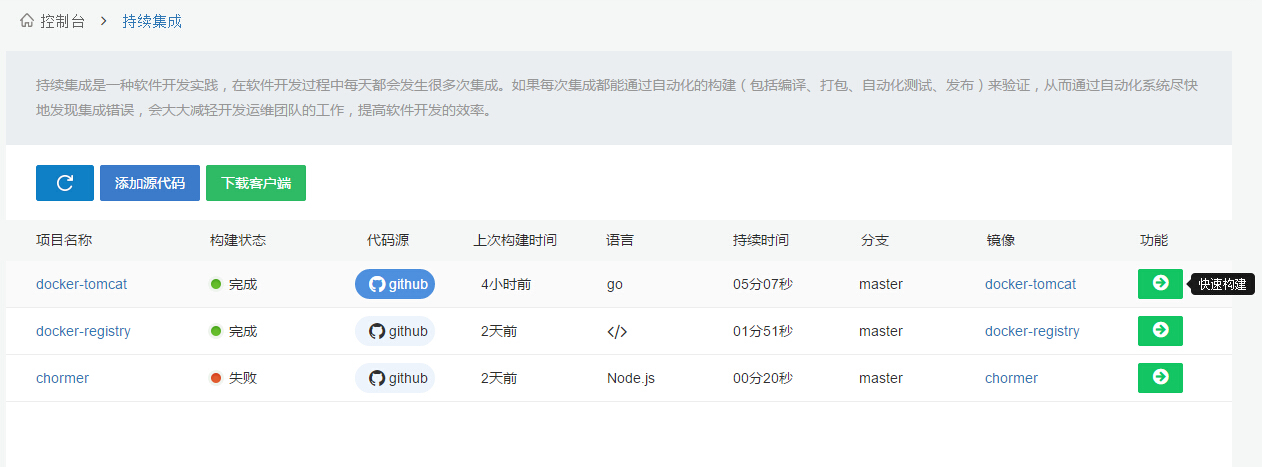 控制台 > 持续集成
持续集成是一种软件开发实践，在软件开发过程中每天都会发生很多次集成。如果每次集成都能通过自动化的构建（包括编译、打包、自动化测试、发布）来验证，从而通过自动化系统尽快
地发现集成错误，会大大减轻开发运维团队的工作，提高软件开发的效率。
添加源代码 下载客户端
项目名称 构建状态 代码源 上次构建时间 语言 持续时间 分支 镜像 功能
docker-tomcat 完成 github 4小时前 go 05分07秒 master docker-tomcat 快速构建
docker-registry 完成 github 2天前 </> 01分51秒 master docker-registry
chormer 失败 github 2天前 Node.js 00分20秒 master chormer